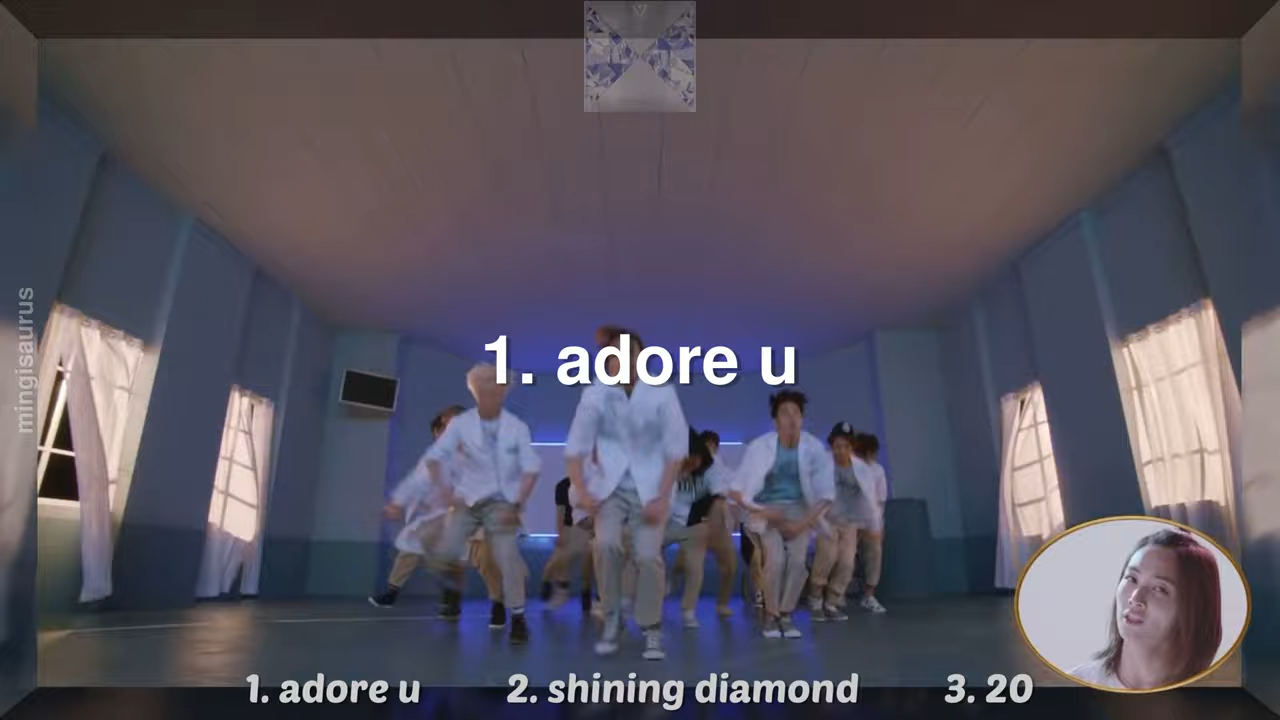 mingisaurus
1. adore u
1. adore u 2. shining diamond 3. 20